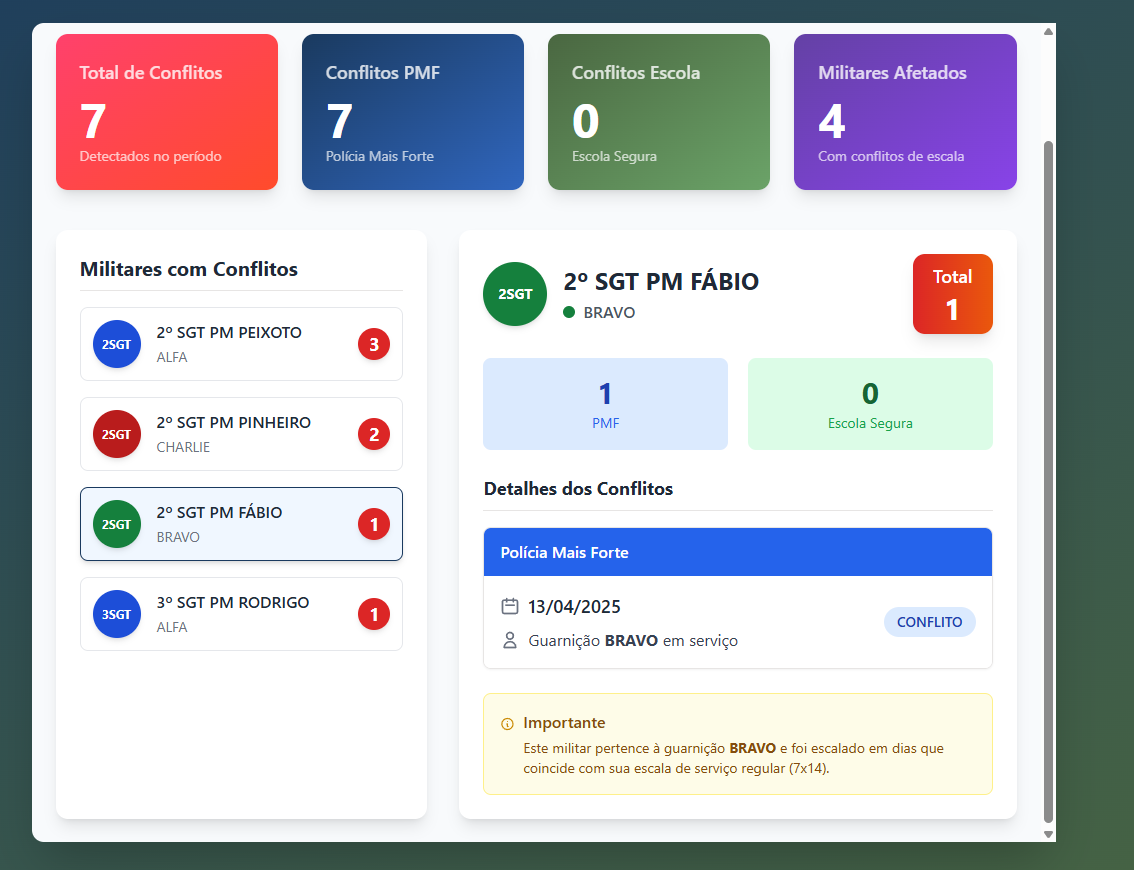 Total de Conflitos
7
Detectados no período
Conflitos PMF
7
Polícia Mais Forte
Conflitos Escola
0
Escola Segura
Militares Afetados
4
Com conflitos de escala
Militares com Conflitos
2SGT
2º SGT PM PEIXOTO
ALFA
3
2SGT
2º SGT PM PINHEIRO
CHARLIE
2
2SGT
2º SGT PM FÁBIO
BRAVO
1
3SGT
3º SGT PM RODRIGO
ALFA
1
2SGT
2º SGT PM FÁBIO
BRAVO
Total
1
1
PMF
0
Escola Segura
Detalhes dos Conflitos
Polícia Mais Forte
13/04/2025
Guarnição BRAVO em serviço
CONFLITO
Importante
Este militar pertence à guarnição BRAVO e foi escalado em dias que
coincide com sua escala de serviço regular (7x14).